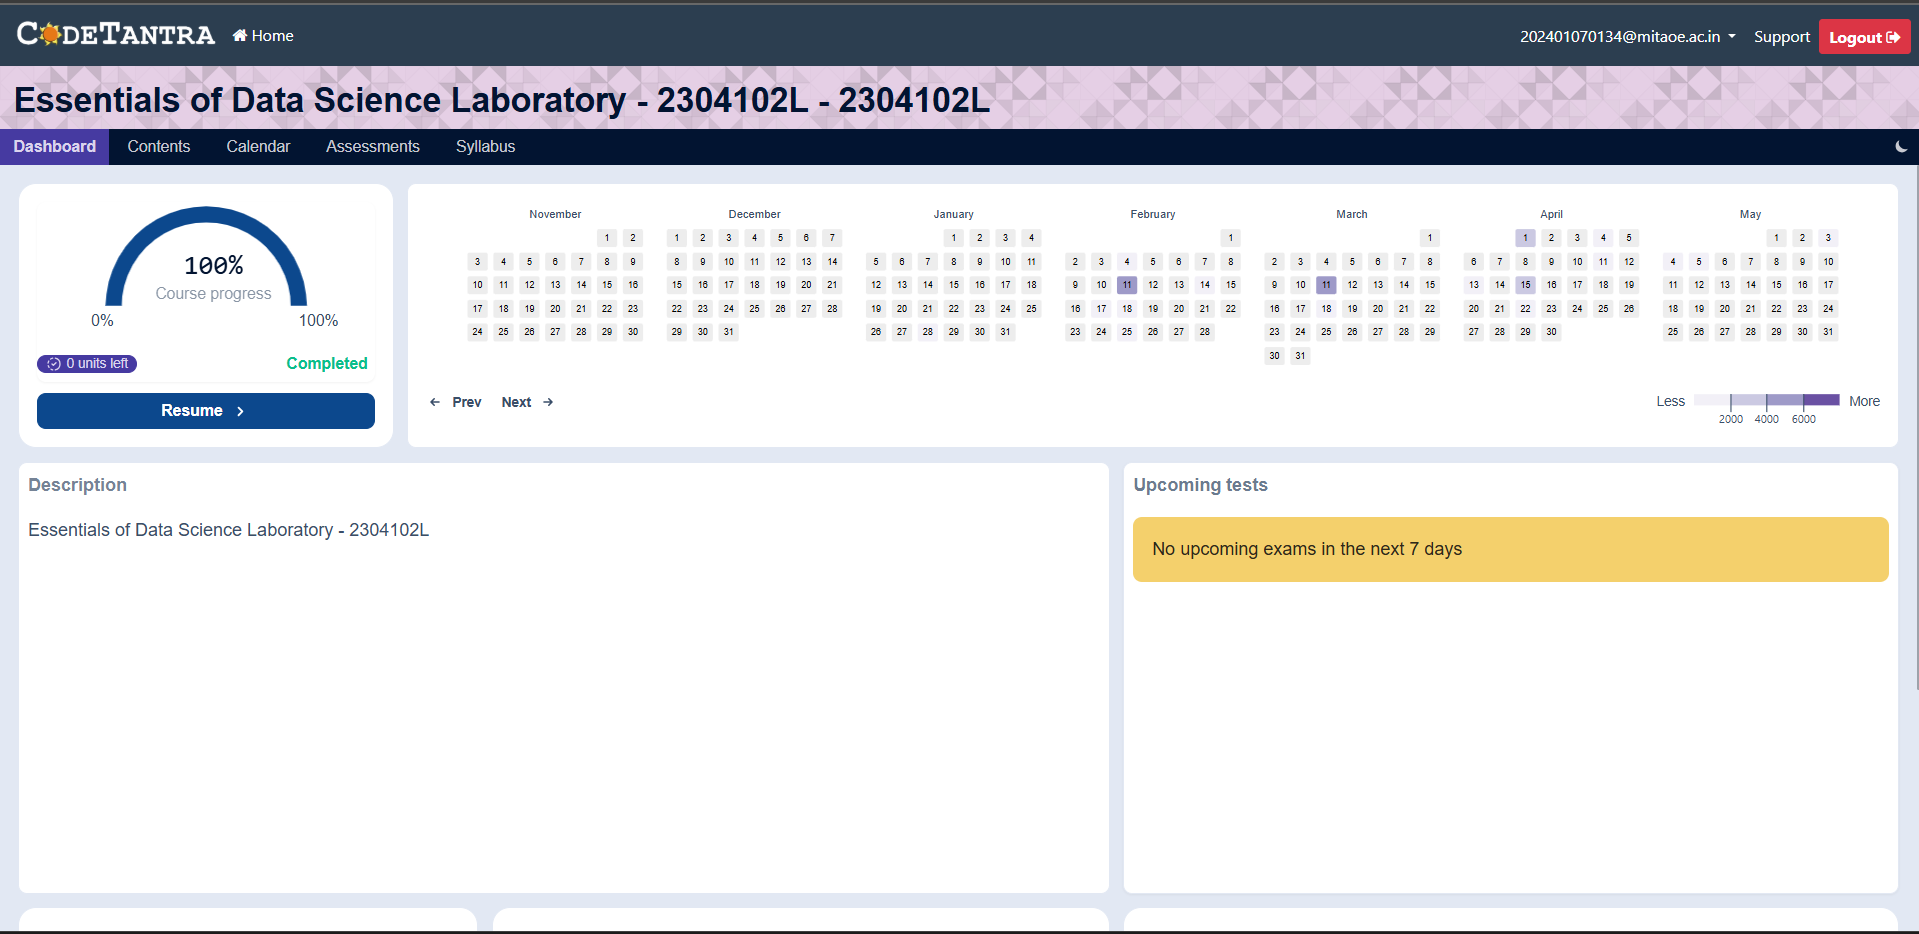 CODETANTRA Home 202401070134@mitaoe.ac.in Support Logout
Essentials of Data Science Laboratory - 2304102L - 2304102L
Dashboard Contents Calendar Assessments Syllabus
100%
Course progress
0% 100%
0 units left Completed
Resume
November
1 2
3 4 5 6 7 8 9
10 11 12 13 14 15 16
17 18 19 20 21 22 23
24 25 26 27 28 29 30
December
1 2 3 4 5 6 7
8 9 10 11 12 13 14
15 16 17 18 19 20 21
22 23 24 25 26 27 28
29 30 31
January
1 2 3 4
5 6 7 8 9 10 11
12 13 14 15 16 17 18
19 20 21 22 23 24 25
26 27 28 29 30 31
February
1
2 3 4 5 6 7 8
9 10 11 12 13 14 15
16 17 18 19 20 21 22
23 24 25 26 27 28
March
1
2 3 4 5 6 7 8
9 10 11 12 13 14 15
16 17 18 19 20 21 22
23 24 25 26 27 28 29
30 31
April
1 2 3 4 5
6 7 8 9 10 11 12
13 14 15 16 17 18 19
20 21 22 23 24 25 26
27 28 29 30
May
1 2 3
4 5 6 7 8 9 10
11 12 13 14 15 16 17
18 19 20 21 22 23 24
25 26 27 28 29 30 31
Prev Next
Less More
2000 4000 6000
Description
Essentials of Data Science Laboratory - 2304102L
Upcoming tests
No upcoming exams in the next 7 days